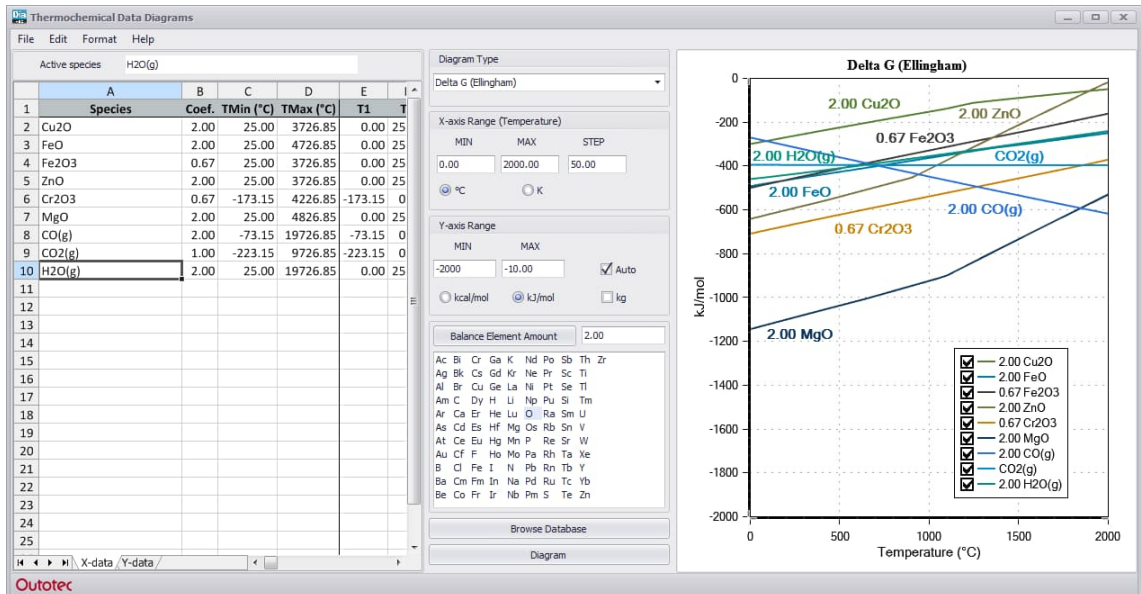 Thermochemical Data Diagrams
File Edit Format Help
Active species H2O(g)
A B C D E
1 Species Coef. TMin (°C) TMax (°C) T1 T
2 Cu2O 2.00 25.00 3726.85 0.00 25
3 FeO 2.00 25.00 4726.85 0.00 25
4 Fe2O3 0.67 25.00 3726.85 0.00 25
5 ZnO 2.00 25.00 3726.85 0.00 25
6 Cr2O3 0.67 -173.15 4226.85 -173.15 0
7 MgO 2.00 25.00 4826.85 0.00 25
8 CO(g) 2.00 -73.15 19726.85 -73.15 0
9 CO2(g) 1.00 -223.15 9726.85 -223.15 0
10 H2O(g) 2.00 25.00 19726.85 0.00 25
11
12
13
14
15
16
17
18
19
20
21
22
23
24
25
X-data Y-data
Outotec
Diagram Type
Delta G (Ellingham)
X-axis Range (Temperature)
MIN MAX STEP
0.00 2000.00 50.00
°C K
Y-axis Range
MIN MAX
-2000 -10.00 Auto
kcal/mol kJ/mol kg
Balance Element Amount 2.00
Ac Bi Cr Ga K Nd Po Sb Th Zr
Ag Bk Cs Gd Kr Ne Pr Sc Ti
Al Br Cu Ge La Ni Pt Se Tl
Am C Dy H Li Np Pu Si Tm
Ar Ca Er He Lu O Ra Sm U
As Cd Es Hf Mg Os Rb Sn V
At Ce Eu Hg Mn P Re Sr W
Au Cf F Ho Mo Pa Rh Ta Xe
B Cl Fe I N Pb Rn Tb Y
Ba Cm Fm In Na Pd Ru Tc Yb
Be Co Fr Ir Nb Pm S Te Zn
Browse Database
Diagram
Delta G (Ellingham)
kJ/mol
0
-200
-400
-600
-800
-1000
-1200
-1400
-1600
-1800
-2000
2.00 Cu2O
2.00 ZnO
0.67 Fe2O3
2.00 H2O(g)
CO2(g)
2.00 FeO
2.00 CO(g)
0.67 Cr2O3
2.00 MgO
2.00 Cu2O
2.00 FeO
0.67 Fe2O3
2.00 ZnO
0.67 Cr2O3
2.00 MgO
2.00 CO(g)
CO2(g)
2.00 H2O(g)
0 500 1000 1500 2000
Temperature (°C)